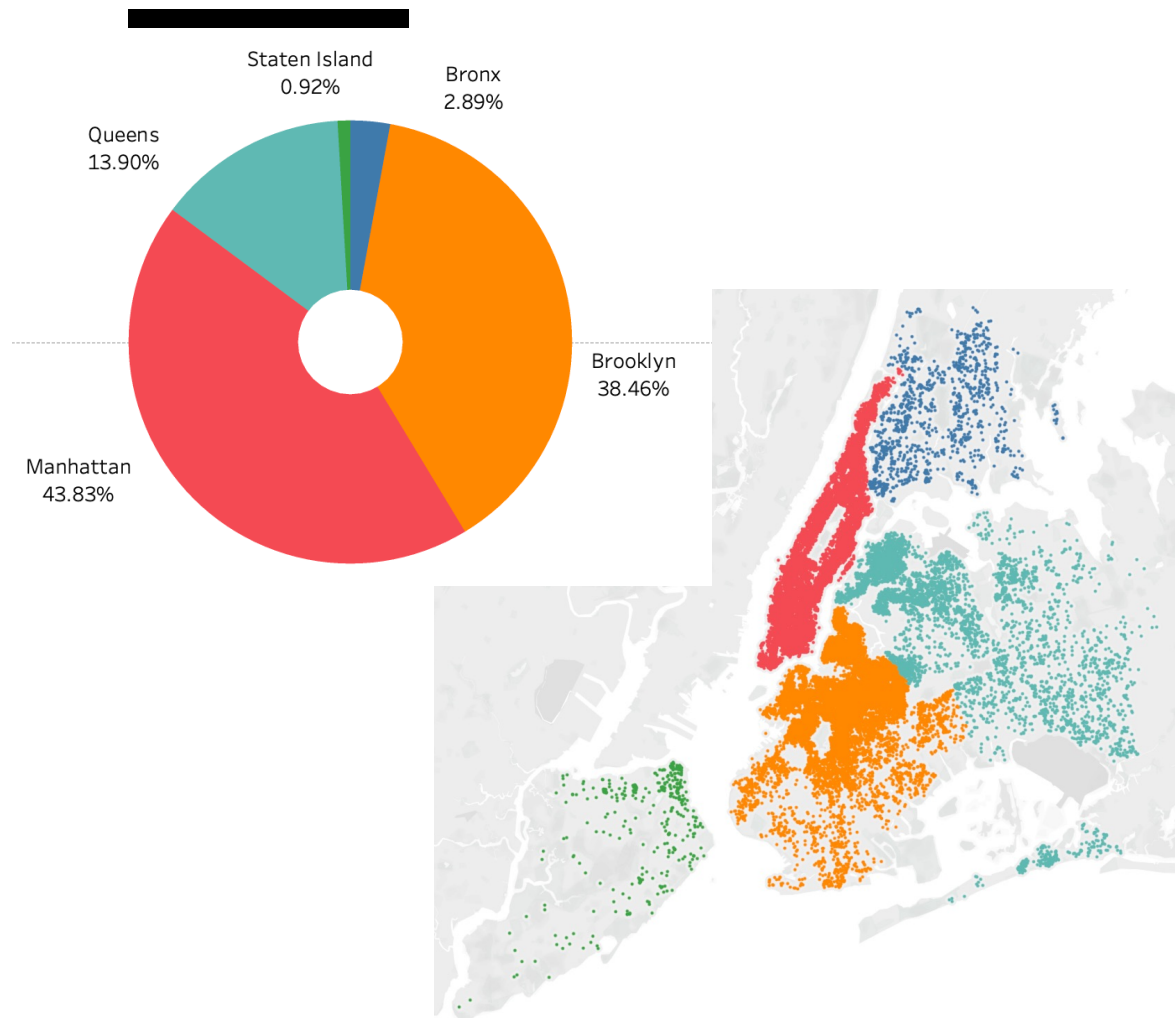 Staten Island
0.92%
Bronx
2.89%
Queens
13.90%
Brooklyn
38.46%
Manhattan
43.83%